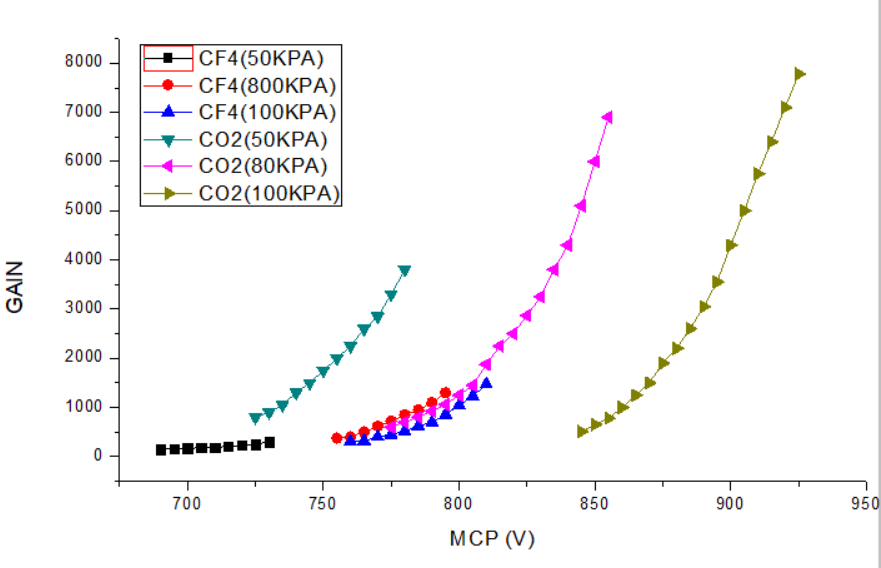 8000
7000
6000
5000
4000
3000
2000
1000
0
GAIN
CF4(50KPA)
CF4(800KPA)
CF4(100KPA)
CO2(50KPA)
CO2(80KPA)
CO2(100KPA)
700
750
800
850
900
950
MCP (V)